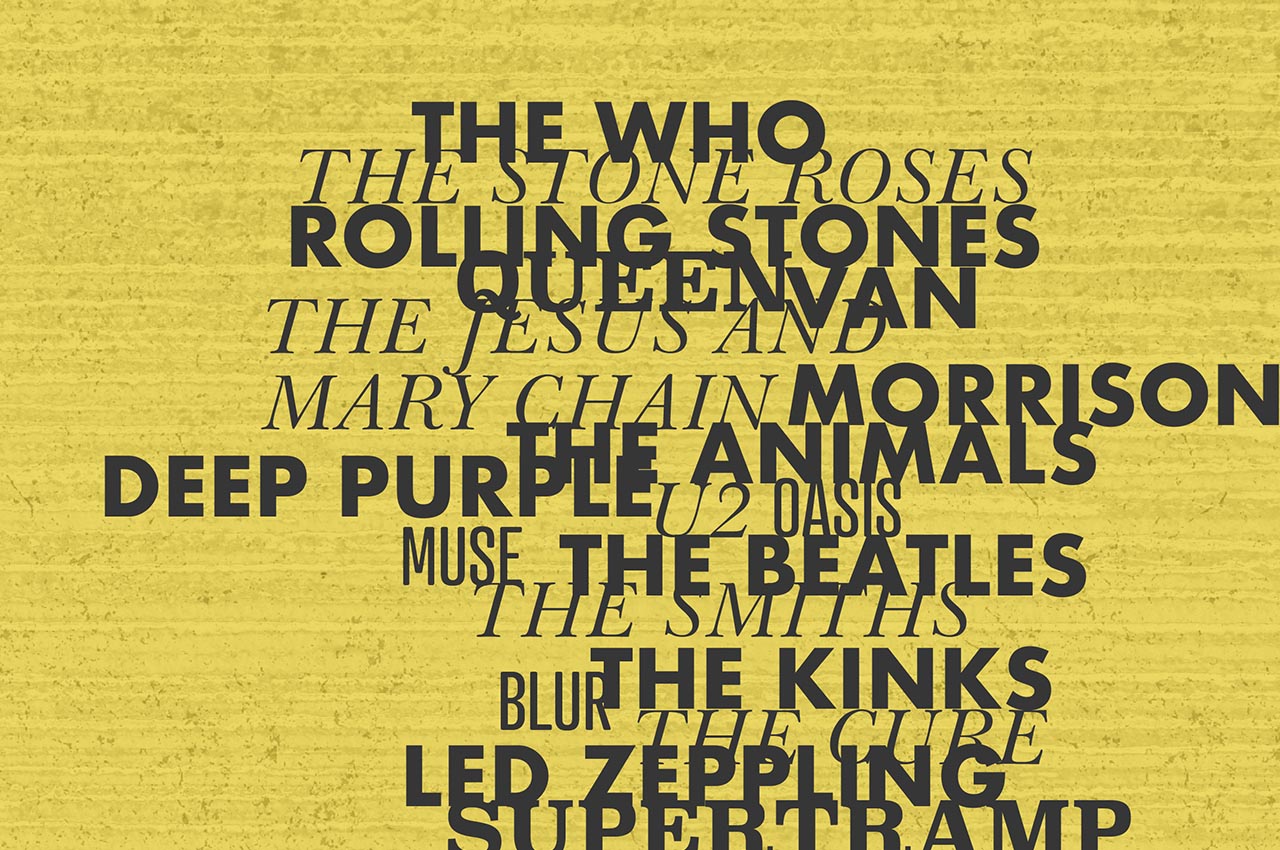 THE WHO
THE STONE ROSES
ROLLING STONES
QUEEN
VAN
THE JESUS AND
MARY CHAIN
MORRISON
THE ANIMALS
DEEP PURPLE
U2
OASIS
MUSE
THE BEATLES
THE SMITHS
THE KINKS
BLUR
THE CURE
LED ZEPPLING
SUPERTRAMP